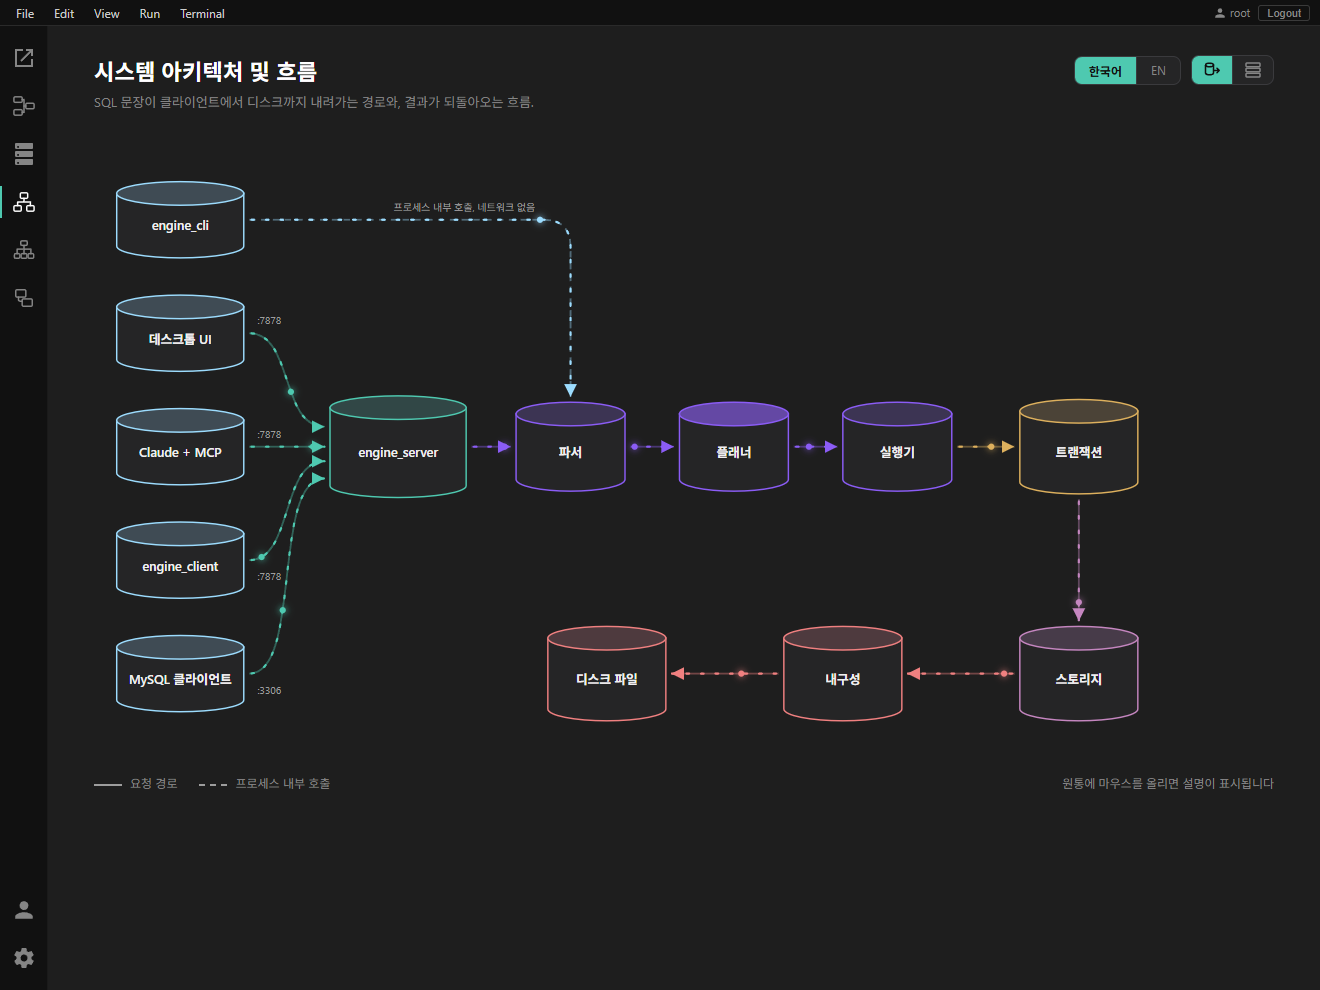 File Edit View Run Terminal
root Logout
시스템 아키텍처 및 흐름
한국어 EN
SQL 문장이 클라이언트에서 디스크까지 내려가는 경로와, 결과가 되돌아오는 흐름.
프로세스 내부 호출, 네트워크 없음
engine_cli
:7878
데스크톱 UI
:7878
Claude + MCP
engine_server
파서
플래너
실행기
트랜잭션
engine_client
:7878
MySQL 클라이언트
:3306
디스크 파일
내구성
스토리지
요청 경로
프로세스 내부 호출
원통에 마우스를 올리면 설명이 표시됩니다